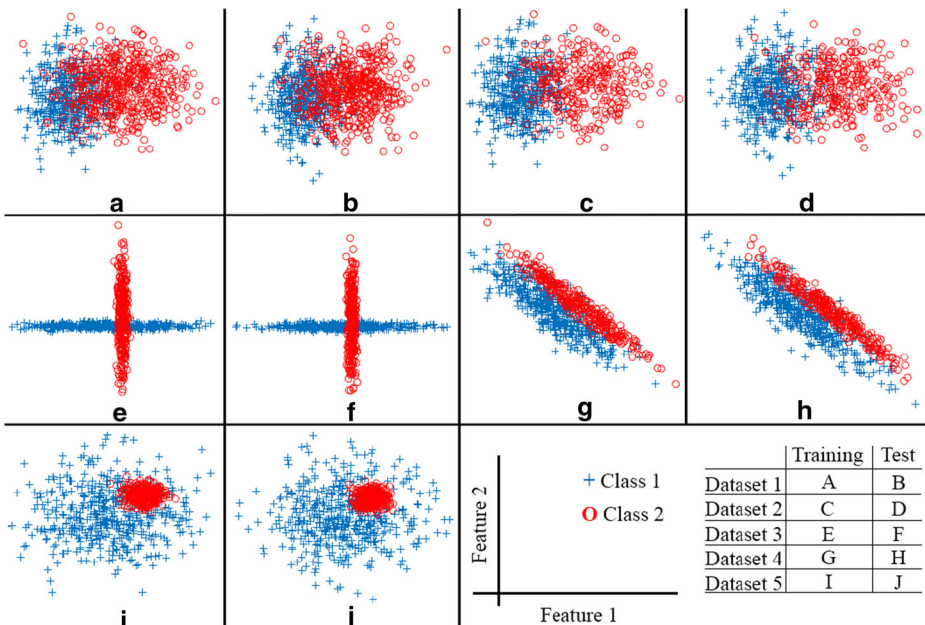 a
b
c
d
e
f
g
h
i
j
Feature 2
Feature 1
+ Class 1
O Class 2
Training Test
Dataset 1 A B
Dataset 2 C D
Dataset 3 E F
Dataset 4 G H
Dataset 5 I J